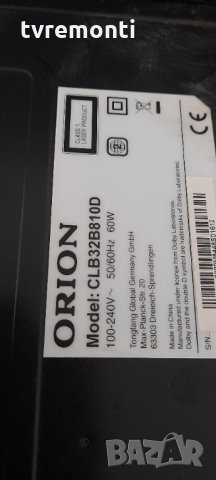 tvremonti
CLASS 1
LASER PRODUCT
2
ORION
Model: CLB32B810D
100-240V~ 50/60Hz 60W
Tongfang Global Germany GmbH
Max-Planck-Str. 20
63303 Dreieich Sprendlingen
Made in China
Manufactured under license from Dolby Laboratories.
Dolby and the double-D symbol are trademarks of Dolby Laboratories.
S/N:
BAZAR